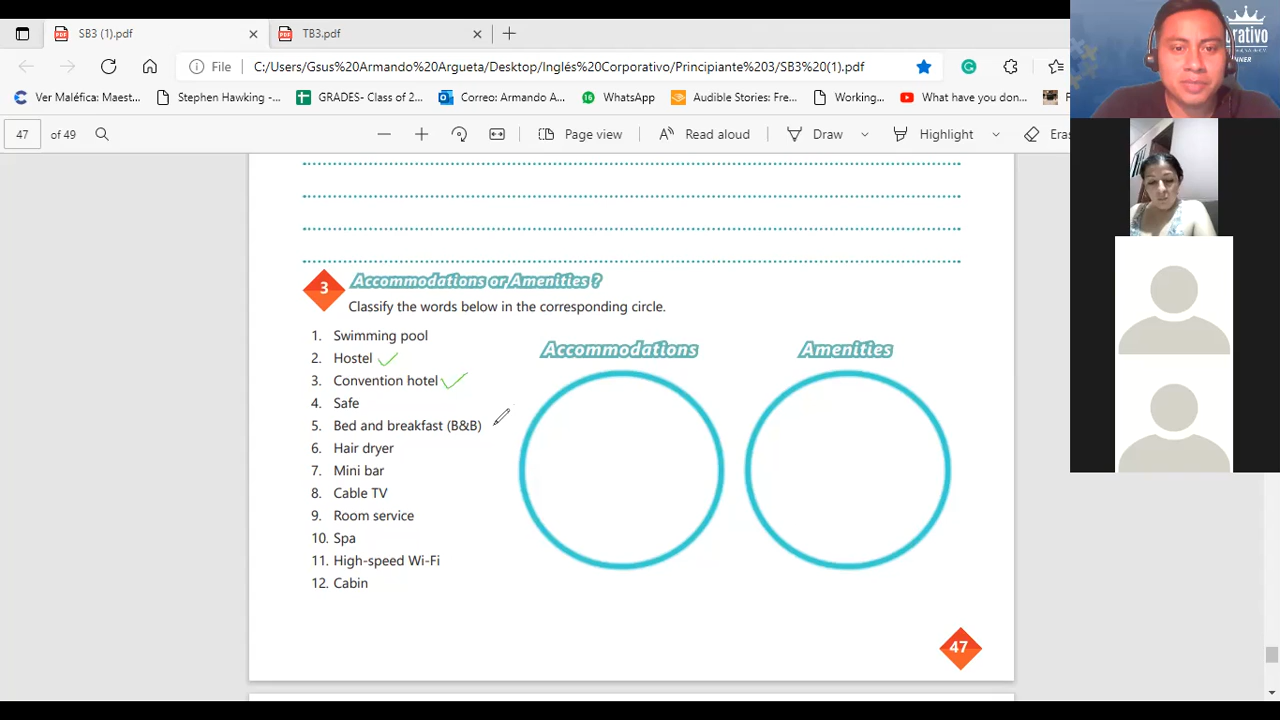 SB3 (1).pdf
TB3.pdf
File
C:/Users/Gsus%20Armando%20Argueta/Desktop/Inglés%20Corporativo/Principiante%203/SB3%20(1).pdf
Ver Maléfica: Maest...
Stephen Hawking -...
GRADES- Class of 2...
Correo: Armando A...
WhatsApp
Audible Stories: Fre...
Working...
What have you don...
47 of 49
Page view
Read aloud
Draw
Highlight
Eras
orativo
NNER
3
Accommodations or Amenities ?
Classify the words below in the corresponding circle.
1. Swimming pool
2. Hostel
3. Convention hotel
4. Safe
5. Bed and breakfast (B&B)
6. Hair dryer
7. Mini bar
8. Cable TV
9. Room service
10. Spa
11. High-speed Wi-Fi
12. Cabin
Accommodations
Amenities
47